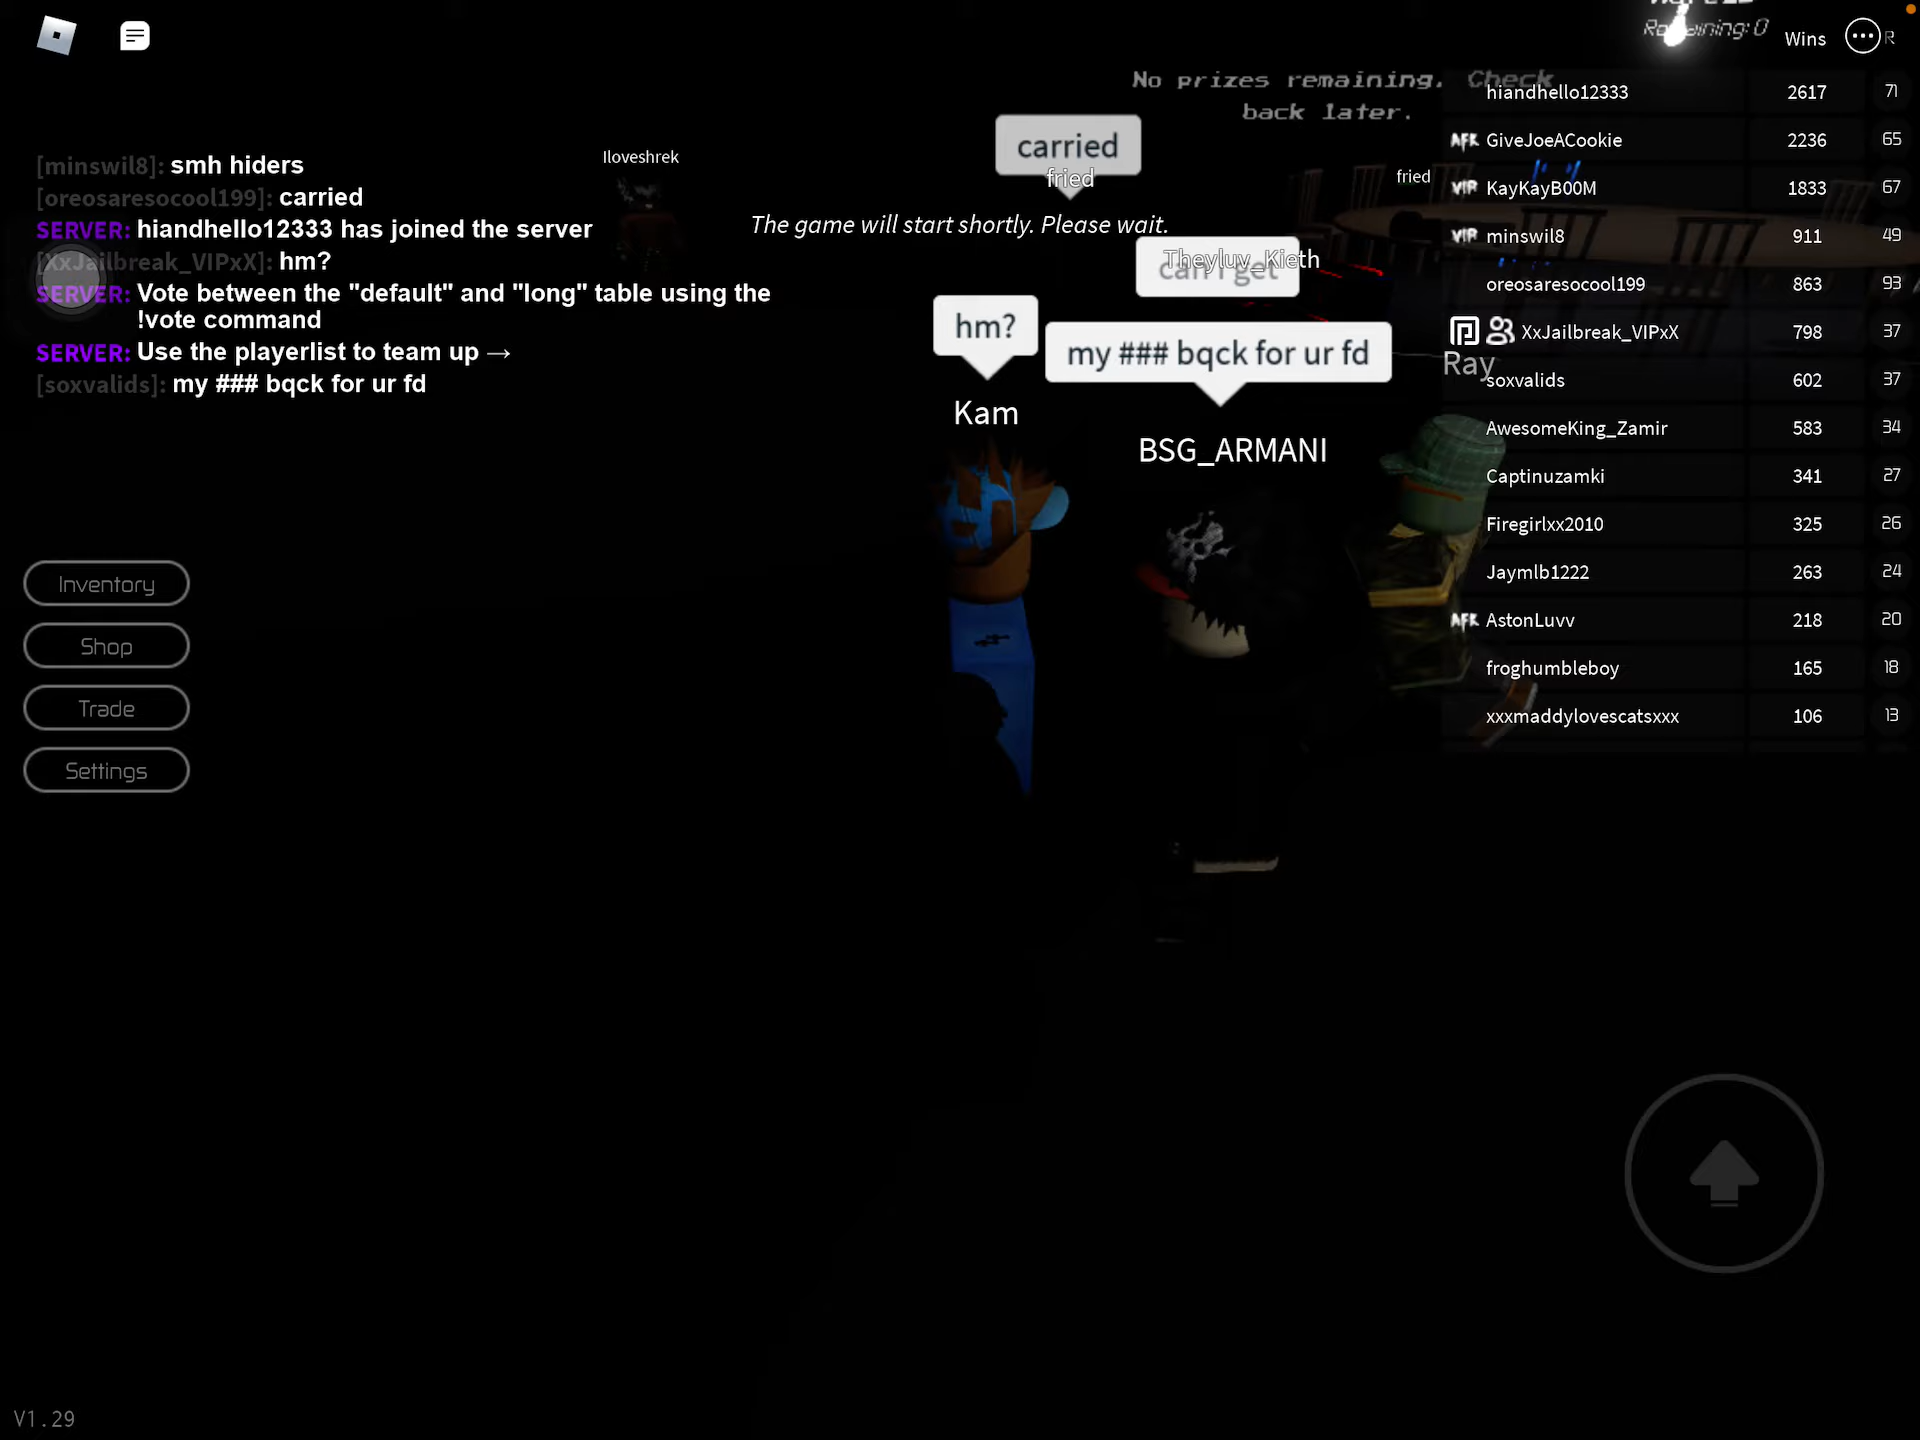 Remaining: 0
Wins
R
No prizes remaining. Check
back later.
carried
fried
fried
Iloveshrek
[minswil8]: smh hiders
[oreosaresocool199]: carried
SERVER: hiandhello12333 has joined the server
[XxJailbreak_VIPxX]: hm?
SERVER: Vote between the "default" and "long" table using the
!vote command
SERVER: Use the playerlist to team up →
[soxvalids]: my ### bqck for ur fd
The game will start shortly. Please wait.
can i get
Theyluv_Kieth
hm?
my ### bqck for ur fd
Kam
BSG_ARMANI
Ray
hiandhello12333 2617 71
AFK GiveJoeACookie 2236 65
VIP KayKayB00M 1833 67
VIP minswil8 911 49
oreosaresocool199 863 93
XxJailbreak_VIPxX 798 37
soxvalids 602 37
AwesomeKing_Zamir 583 34
Captinuzamki 341 27
Firegirlxx2010 325 26
Jaymlb1222 263 24
AFK AstonLuvv 218 20
froghumbleboy 165 18
xxxmaddylovescatsxxx 106 13
Inventory
Shop
Trade
Settings
V1.29